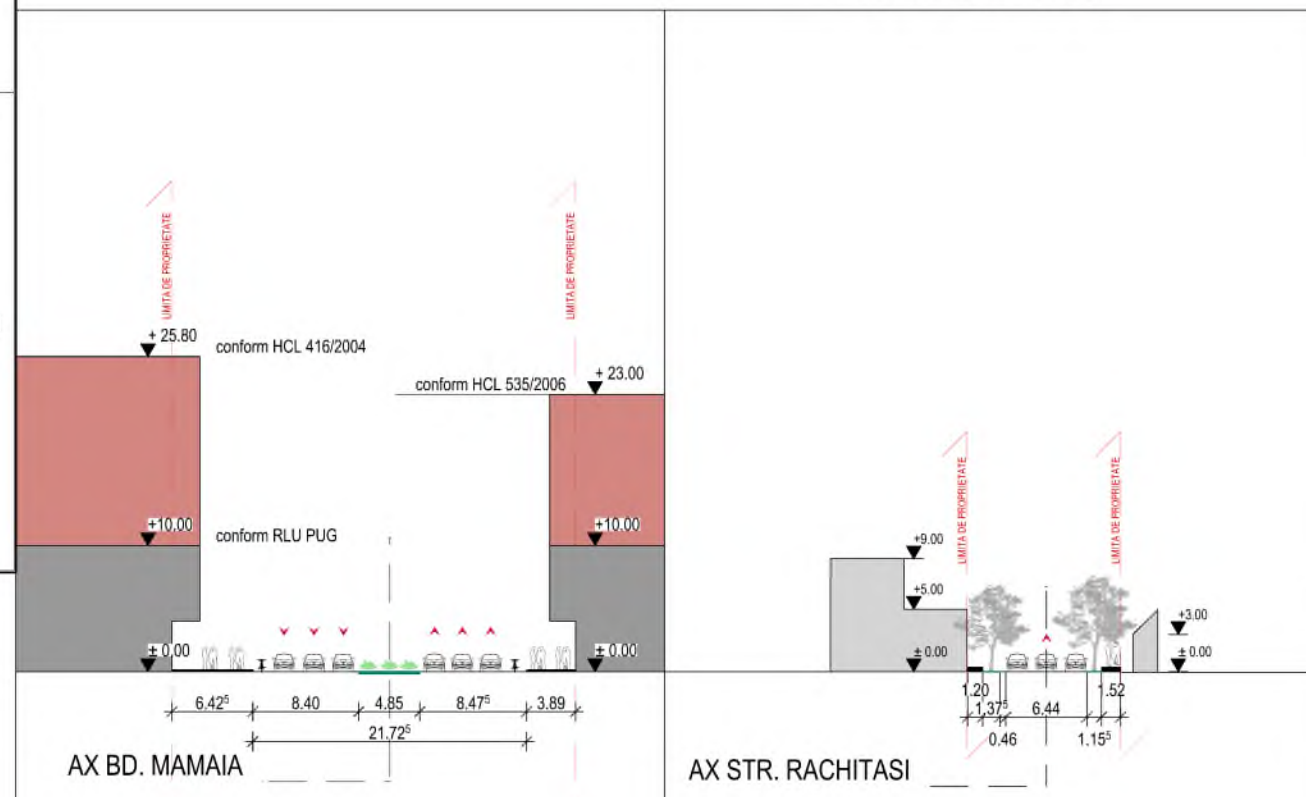 LIMITA DE PROPRIETATE
LIMITA DE PROPRIETATE
+ 25.80
conform HCL 416/2004
conform HCL 535/2006
+ 23.00
+10.00
conform RLU PUG
+10.00
± 0.00
± 0.00
6.42⁵
8.40
4.85
8.47⁵
3.89
21.72⁵
AX BD. MAMAIA
LIMITA DE PROPRIETATE
LIMITA DE PROPRIETATE
+9.00
+5.00
+3.00
± 0.00
± 0.00
1.20
1.52
1.37⁵
6.44
0.46
1.15⁵
AX STR. RACHITASI